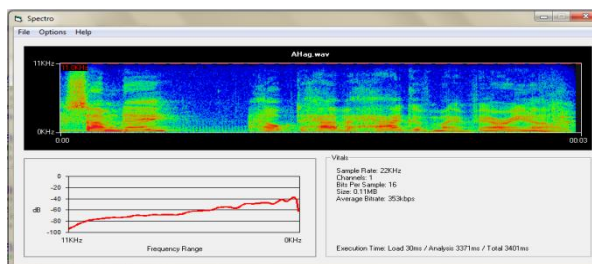 Spectro
File Options Help
AHag.wav
11KHz
0KHz
0:00
00:03
0
-20
-40
-60
-80
-100
dB
11KHz
0KHz
Frequency Range
Vitals
Sample Rate: 22KHz
Channels: 1
Bits Per Sample: 16
Size: 0.11MB
Average Bitrate: 353kbps
Execution Time: Load 30ms / Analysis 3371ms / Total 3401ms